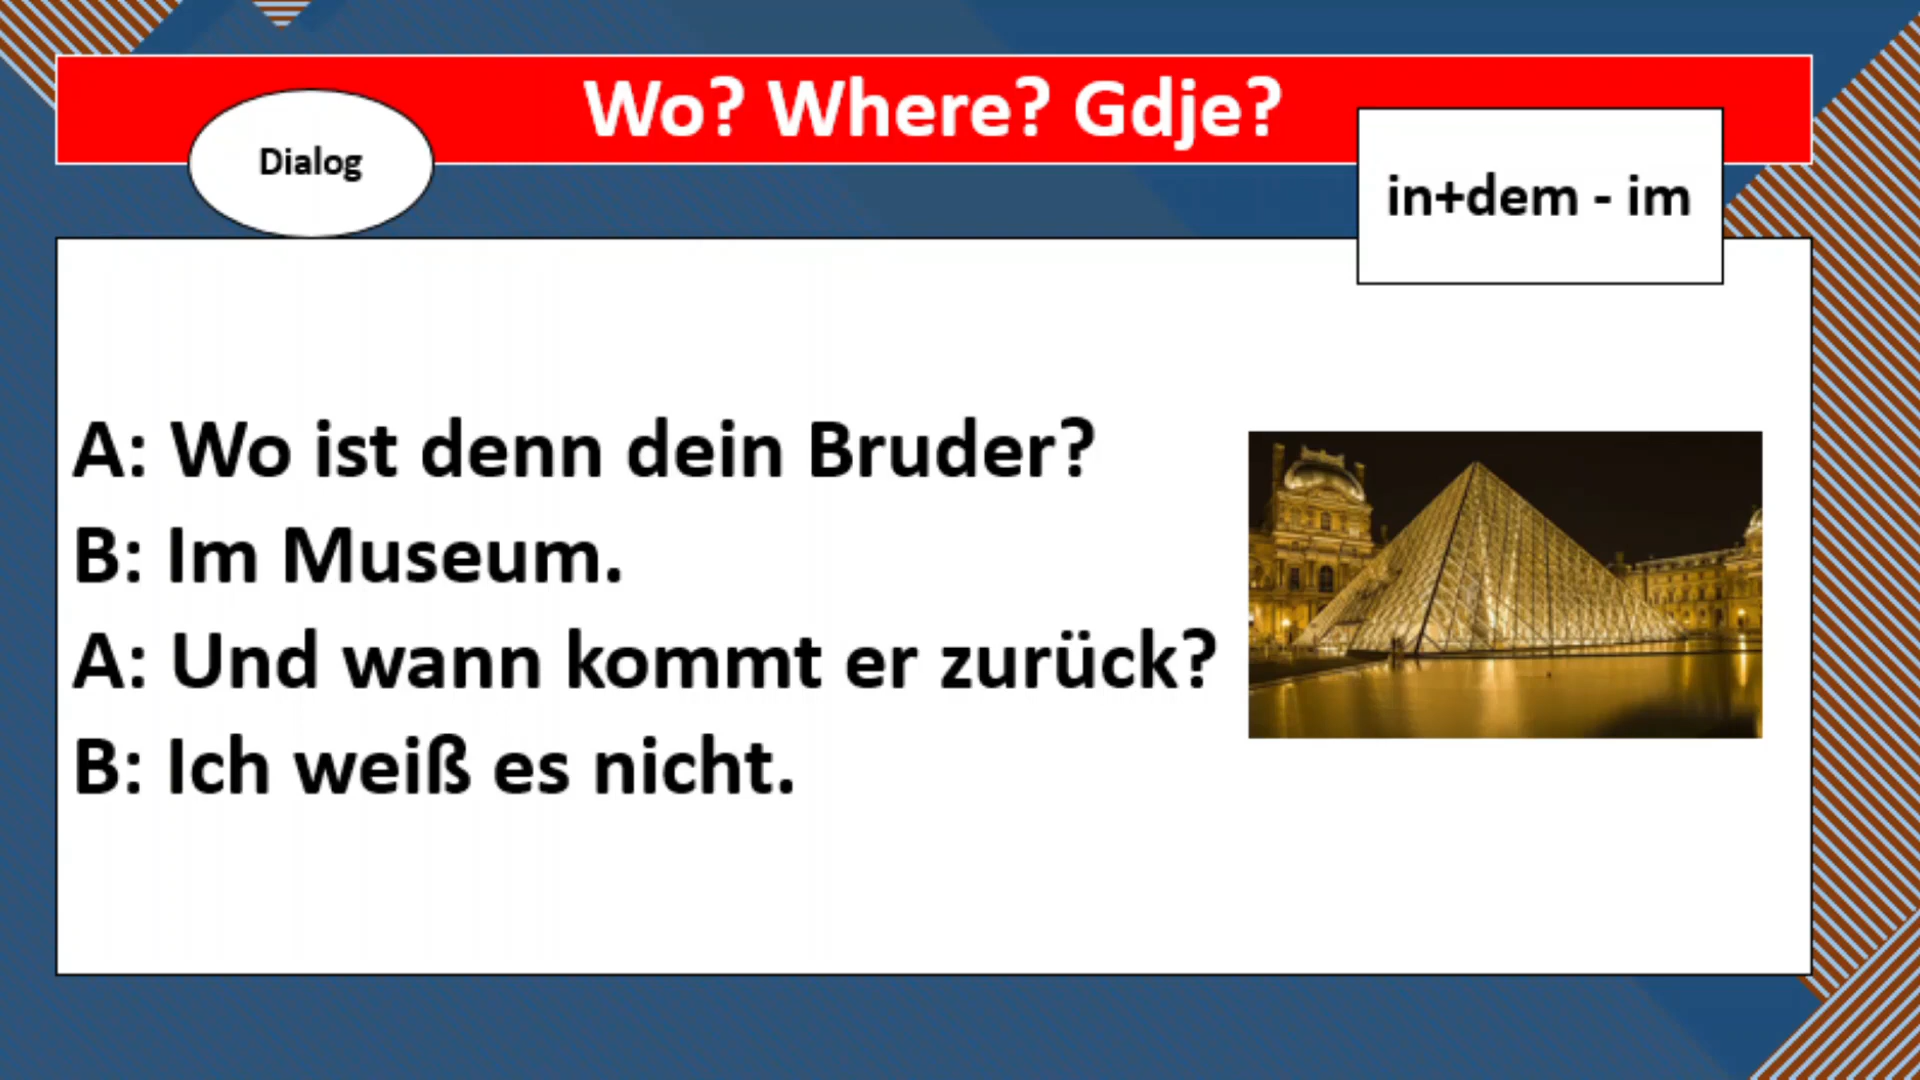 Wo? Where? Gdje?
Dialog
in+dem - im
A: Wo ist denn dein Bruder?
B: Im Museum.
A: Und wann kommt er zurück?
B: Ich weiß es nicht.